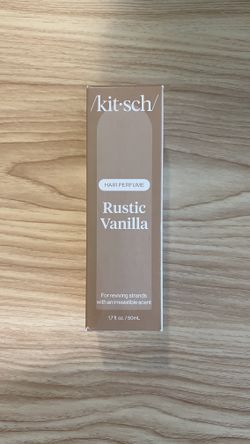 /kit•sch/
HAIR PERFUME
Rustic
Vanilla
For reviving strands
with an irresistible scent
1.7 fl oz. / 50mL